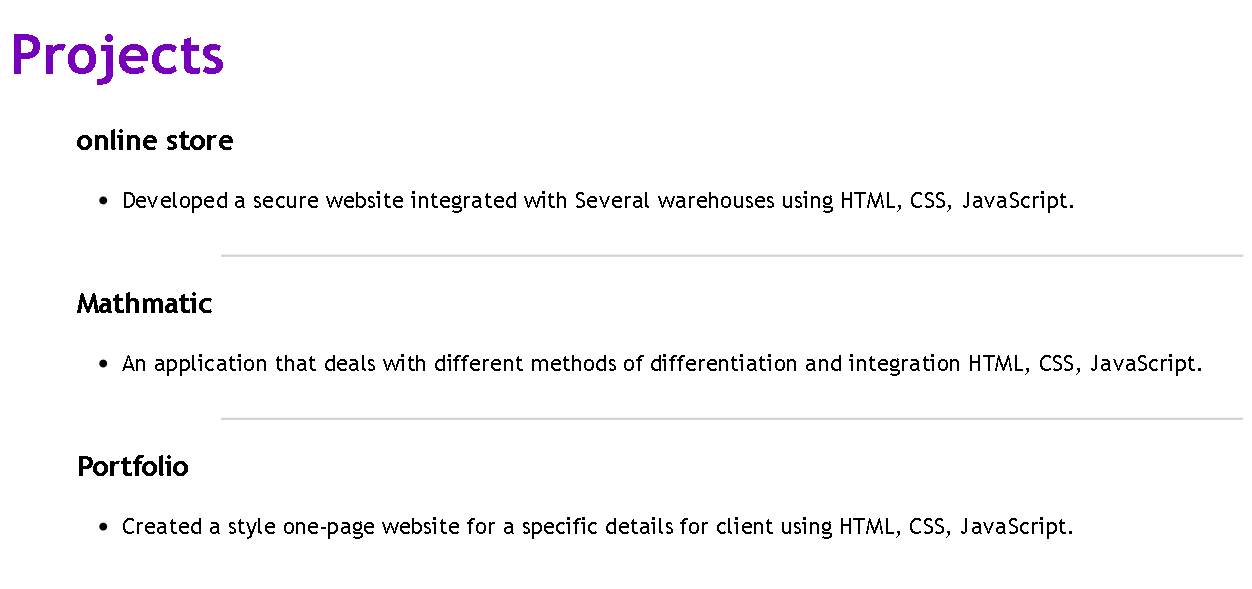 Projects
online store
• Developed a secure website integrated with Several warehouses using HTML, CSS, JavaScript.
Mathmatic
• An application that deals with different methods of differentiation and integration HTML, CSS, JavaScript.
Portfolio
• Created a style one-page website for a specific details for client using HTML, CSS, JavaScript.